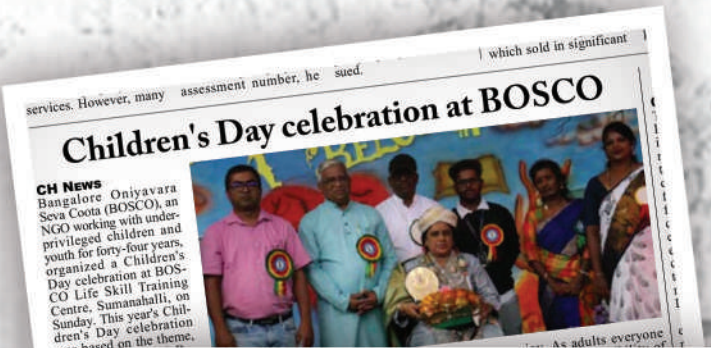 services. However, many assessment number, he sued. which sold in significant
Children's Day celebration at BOSCO
CH News
Bangalore Oniyavara
Seva Coota (BOSCO), an
NGO working with under-
privileged children and
youth for forty-four years,
organized a Children's
Day celebration at BOS-
CO Life Skill Training
Centre, Sumanahalli, on
Sunday. This year's Chil-
dren's Day celebration
based on the theme,
As adults everyone